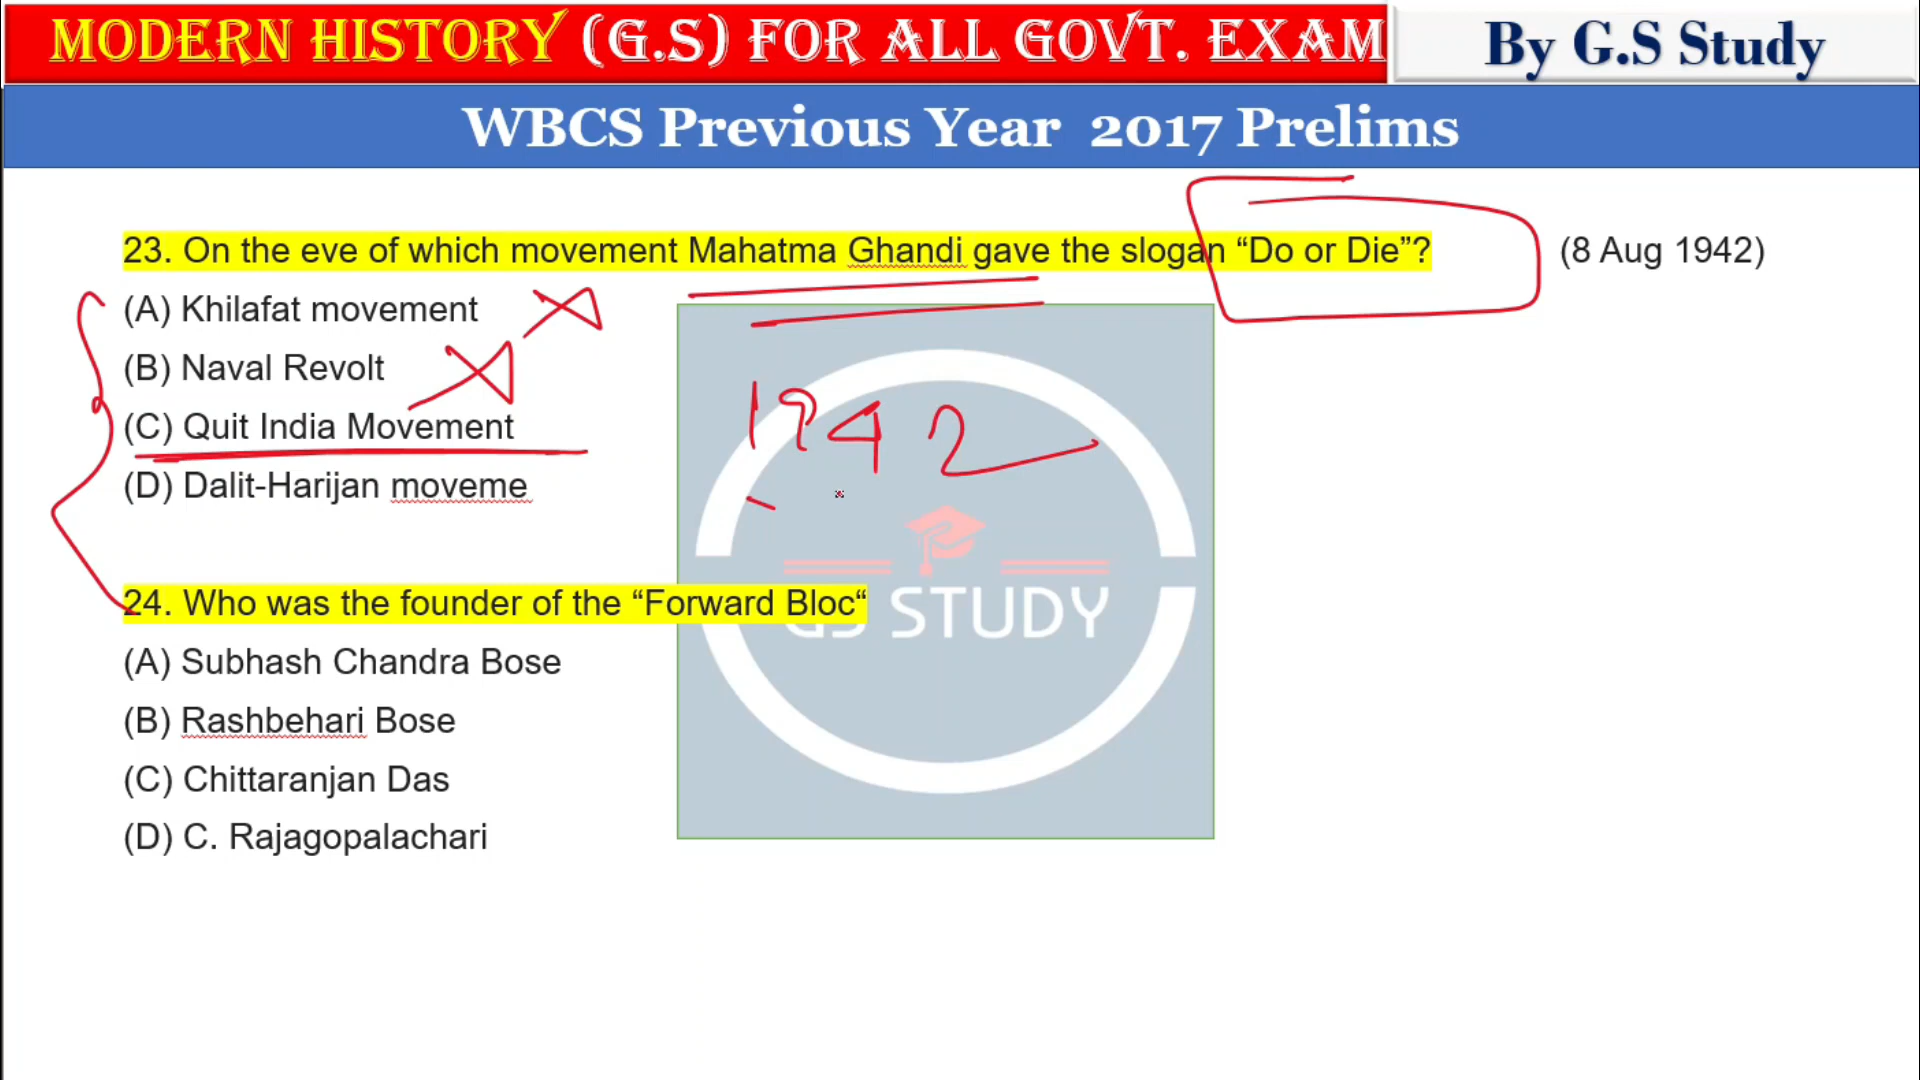 MODERN HISTORY (G.S) FOR ALL GOVT. EXAM
By G.S Study
WBCS Previous Year 2017 Prelims
23. On the eve of which movement Mahatma Ghandi gave the slogan “Do or Die”? (8 Aug 1942)
(A) Khilafat movement
(B) Naval Revolt
(C) Quit India Movement
(D) Dalit-Harijan moveme
1942
24. Who was the founder of the “Forward Bloc“
GS STUDY
(A) Subhash Chandra Bose
(B) Rashbehari Bose
(C) Chittaranjan Das
(D) C. Rajagopalachari